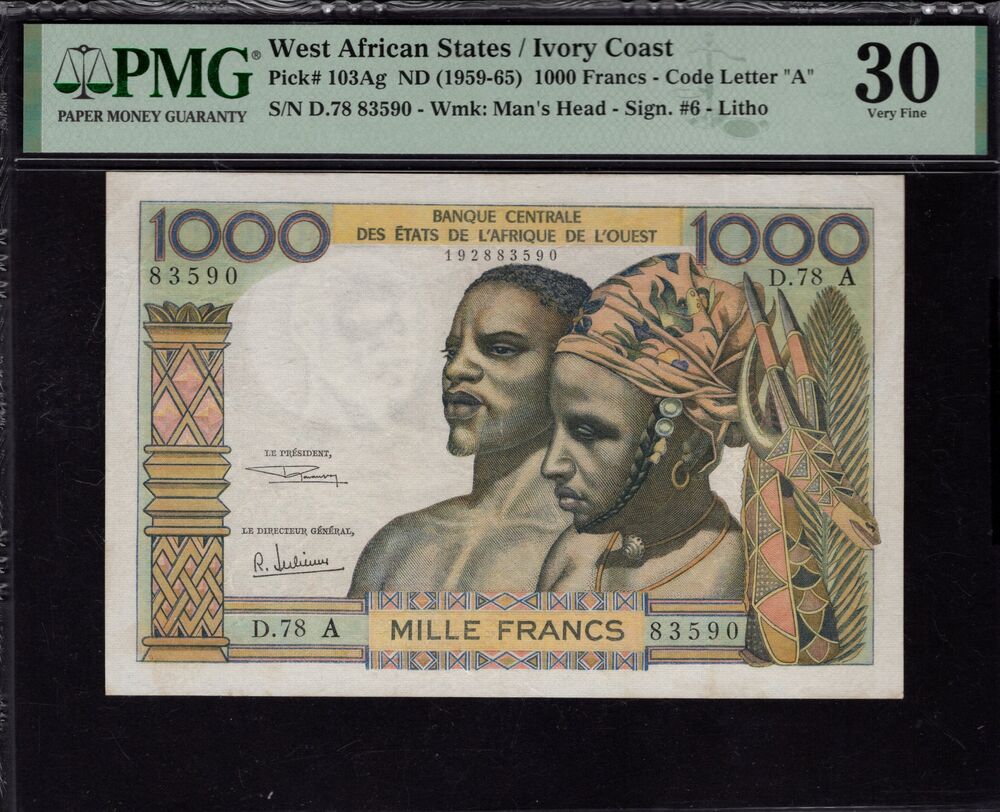 PMG®
PAPER MONEY GUARANTY
West African States / Ivory Coast
Pick# 103Ag ND (1959-65) 1000 Francs - Code Letter "A"
S/N D.78 83590 - Wmk: Man's Head - Sign. #6 - Litho
30
Very Fine
1000
BANQUE CENTRALE
DES ÉTATS DE L'AFRIQUE DE L'OUEST
1000
83590
192883590
D.78 A
LE PRÉSIDENT,
LE DIRECTEUR GÉNÉRAL,
R. Julienne
D.78 A
MILLE FRANCS
83590